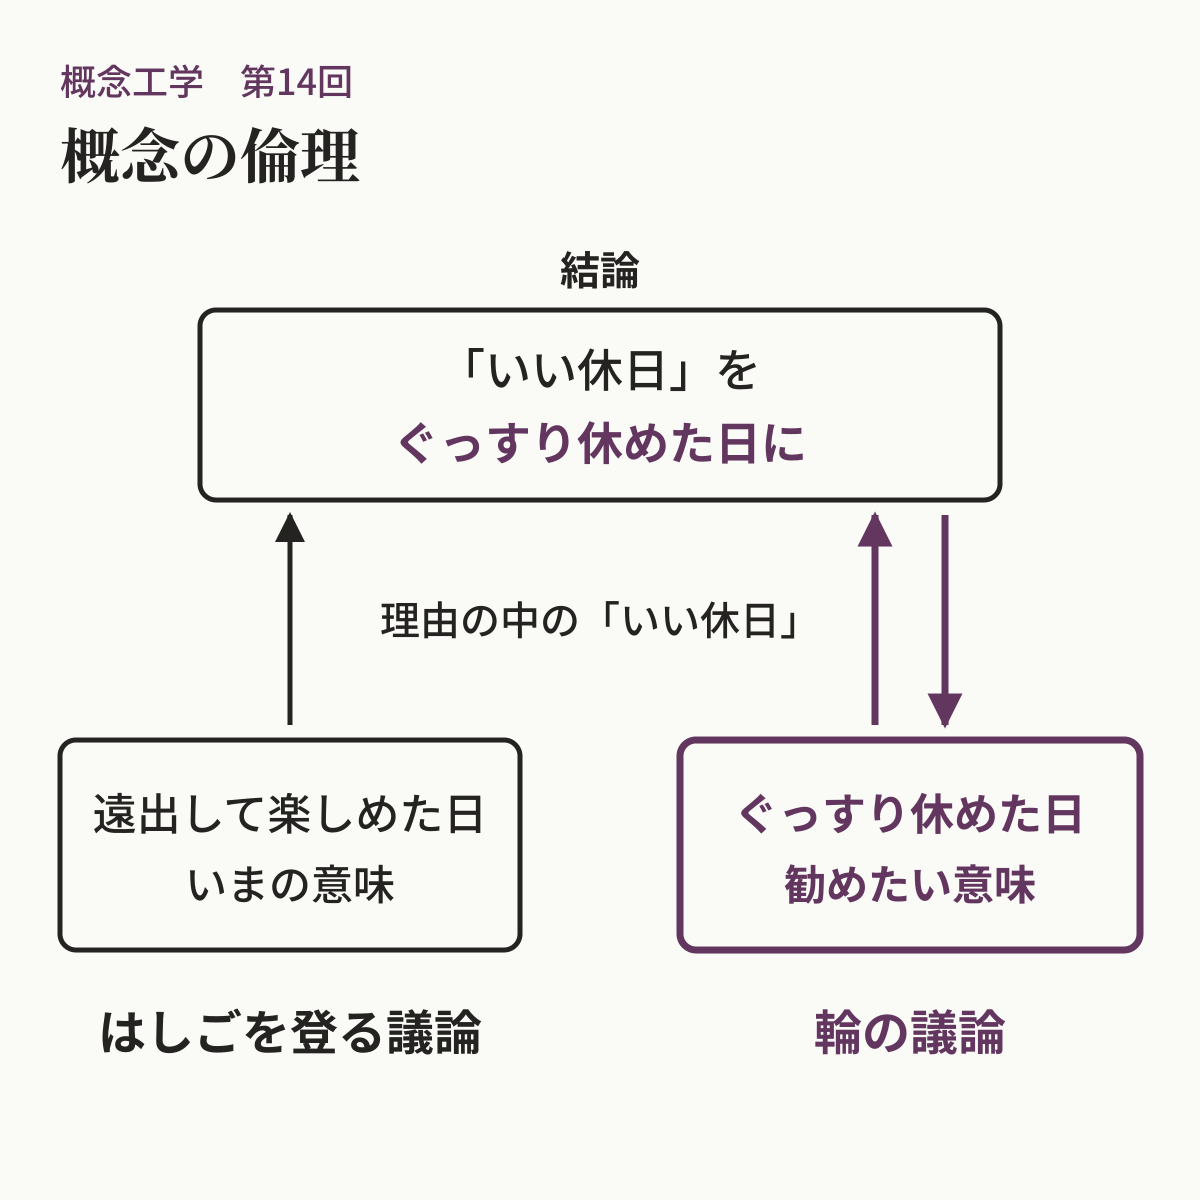 概念工学　第14回
概念の倫理
結論
「いい休日」を
ぐっすり休めた日に
理由の中の「いい休日」
遠出して楽しめた日
いまの意味
ぐっすり休めた日
勧めたい意味
はしごを登る議論
輪の議論